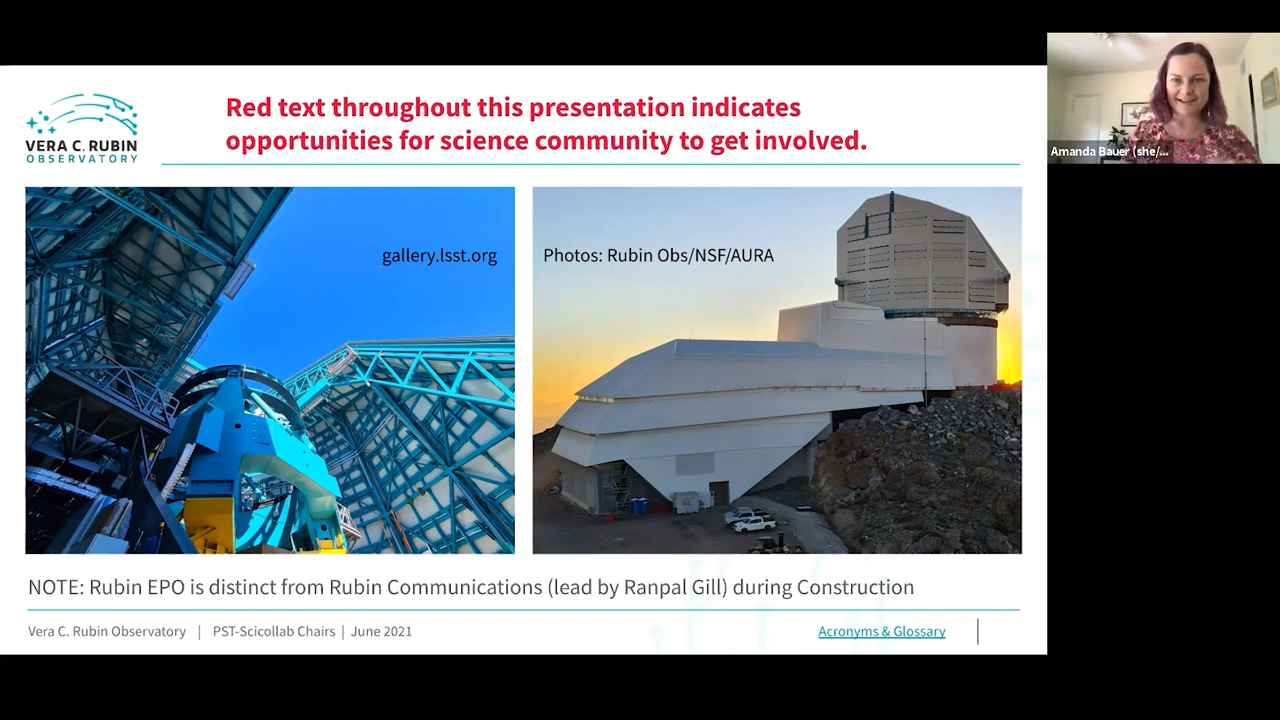 Red text throughout this presentation indicates
opportunities for science community to get involved.
VERA C. RUBIN
OBSERVATORY
Amanda Bauer (she/...
gallery.lsst.org
Photos: Rubin Obs/NSF/AURA
NOTE: Rubin EPO is distinct from Rubin Communications (lead by Ranpal Gill) during Construction
Vera C. Rubin Observatory | PST-Scicollab Chairs | June 2021
Acronyms & Glossary